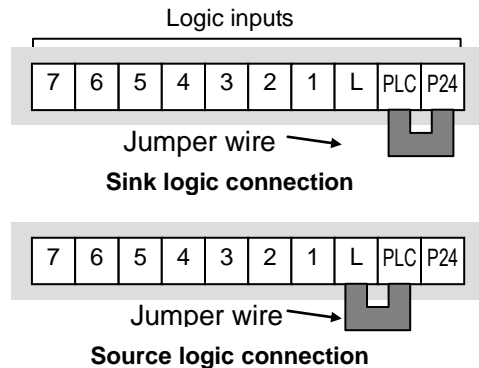 Logic inputs
7 6 5 4 3 2 1 L PLC P24
Jumper wire
Sink logic connection
7 6 5 4 3 2 1 L PLC P24
Jumper wire
Source logic connection